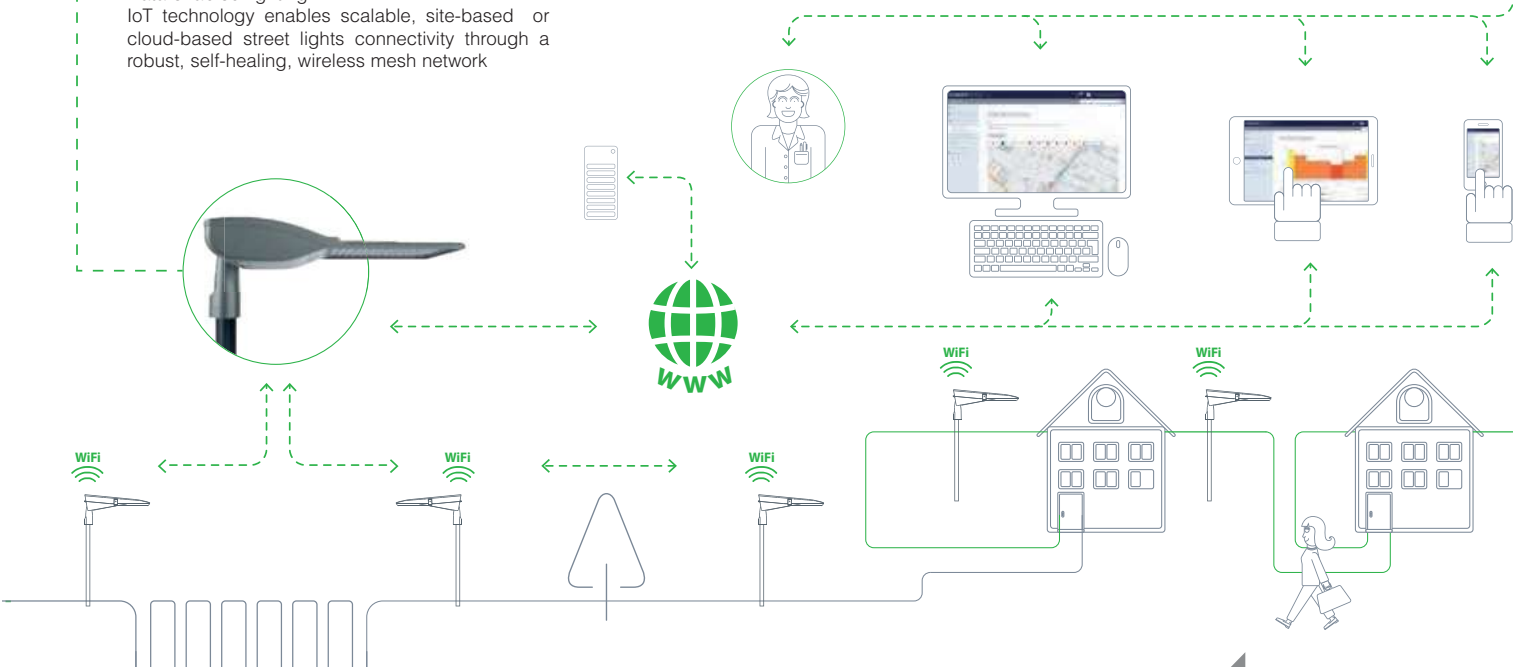 IoT technology enables scalable, site-based or
cloud-based street lights connectivity through a
robust, self-healing, wireless mesh network
WWW
WiFi
WiFi
WiFi
WiFi
WiFi